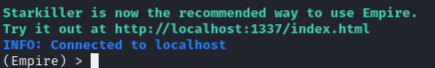 Starkiller is now the recommended way to use Empire.
Try it out at http://localhost:1337/index.html
INFO: Connected to localhost
(Empire) >